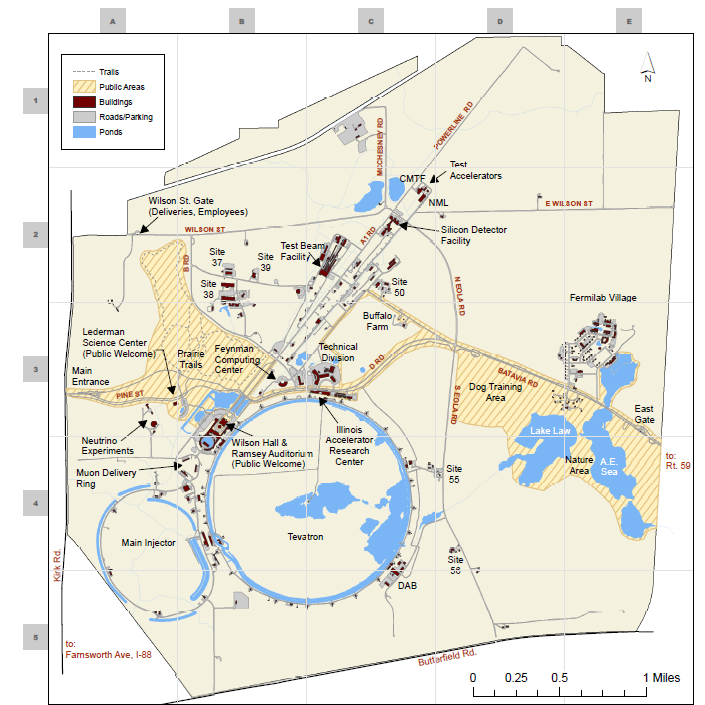 A
B
C
D
E
1
2
3
4
5
Trails
Public Areas
Buildings
Roads/Parking
Ponds
N
MCCHESNEY RD
POWERLINE RD
Test
Accelerators
CMTF
NML
Wilson St. Gate
(Deliveries, Employees)
E WILSON ST
WILSON ST
Silicon Detector
Facility
A1 RD
Test Beam
Facility
B RD
Site
37
Site
39
Site
38
Site
50
N EOLA RD
Fermilab Village
Buffalo
Farm
Lederman
Science Center
(Public Welcome)
Prairie
Trails
Feynman
Computing
Center
Technical
Division
D RD
Main
Entrance
PINE ST
BATAVIA RD
Dog Training
Area
S EOLA RD
East
Gate
Neutrino
Experiments
Wilson Hall &
Ramsey Auditorium
(Public Welcome)
Illinois
Accelerator
Research
Center
Lake Law
Nature
Area
A.E.
Sea
to:
Rt. 59
Muon Delivery
Ring
Site
55
Main Injector
Tevatron
Site
56
DAB
Kirk Rd.
to:
Farnsworth Ave, I-88
Butterfield Rd.
0 0.25 0.5 1 Miles